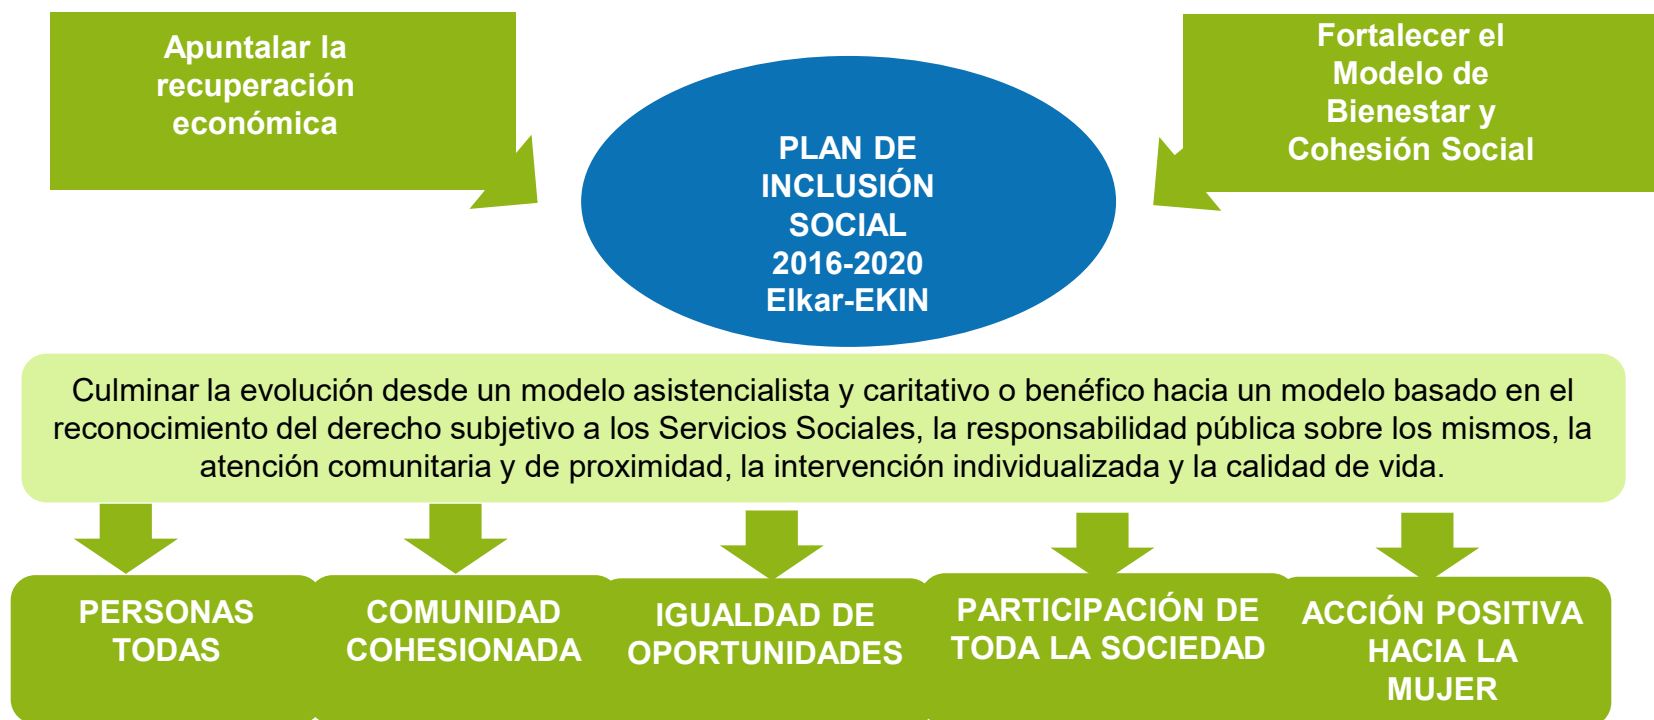 Apuntalar la
recuperación
económica
Fortalecer el
Modelo de
Bienestar y
Cohesión Social
PLAN DE
INCLUSIÓN
SOCIAL
2016-2020
Elkar-EKIN
Culminar la evolución desde un modelo asistencialista y caritativo o benéfico hacia un modelo basado en el
reconocimiento del derecho subjetivo a los Servicios Sociales, la responsabilidad pública sobre los mismos, la
atención comunitaria y de proximidad, la intervención individualizada y la calidad de vida.
PERSONAS
TODAS
COMUNIDAD
COHESIONADA
IGUALDAD DE
OPORTUNIDADES
PARTICIPACIÓN DE
TODA LA SOCIEDAD
ACCIÓN POSITIVA
HACIA LA
MUJER